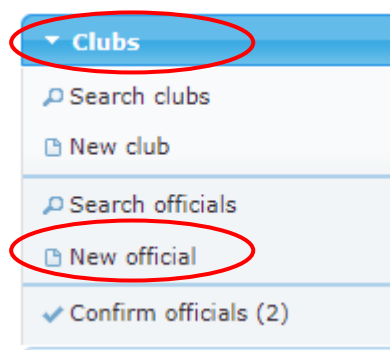 Clubs
Search clubs
New club
Search officials
New official
Confirm officials (2)